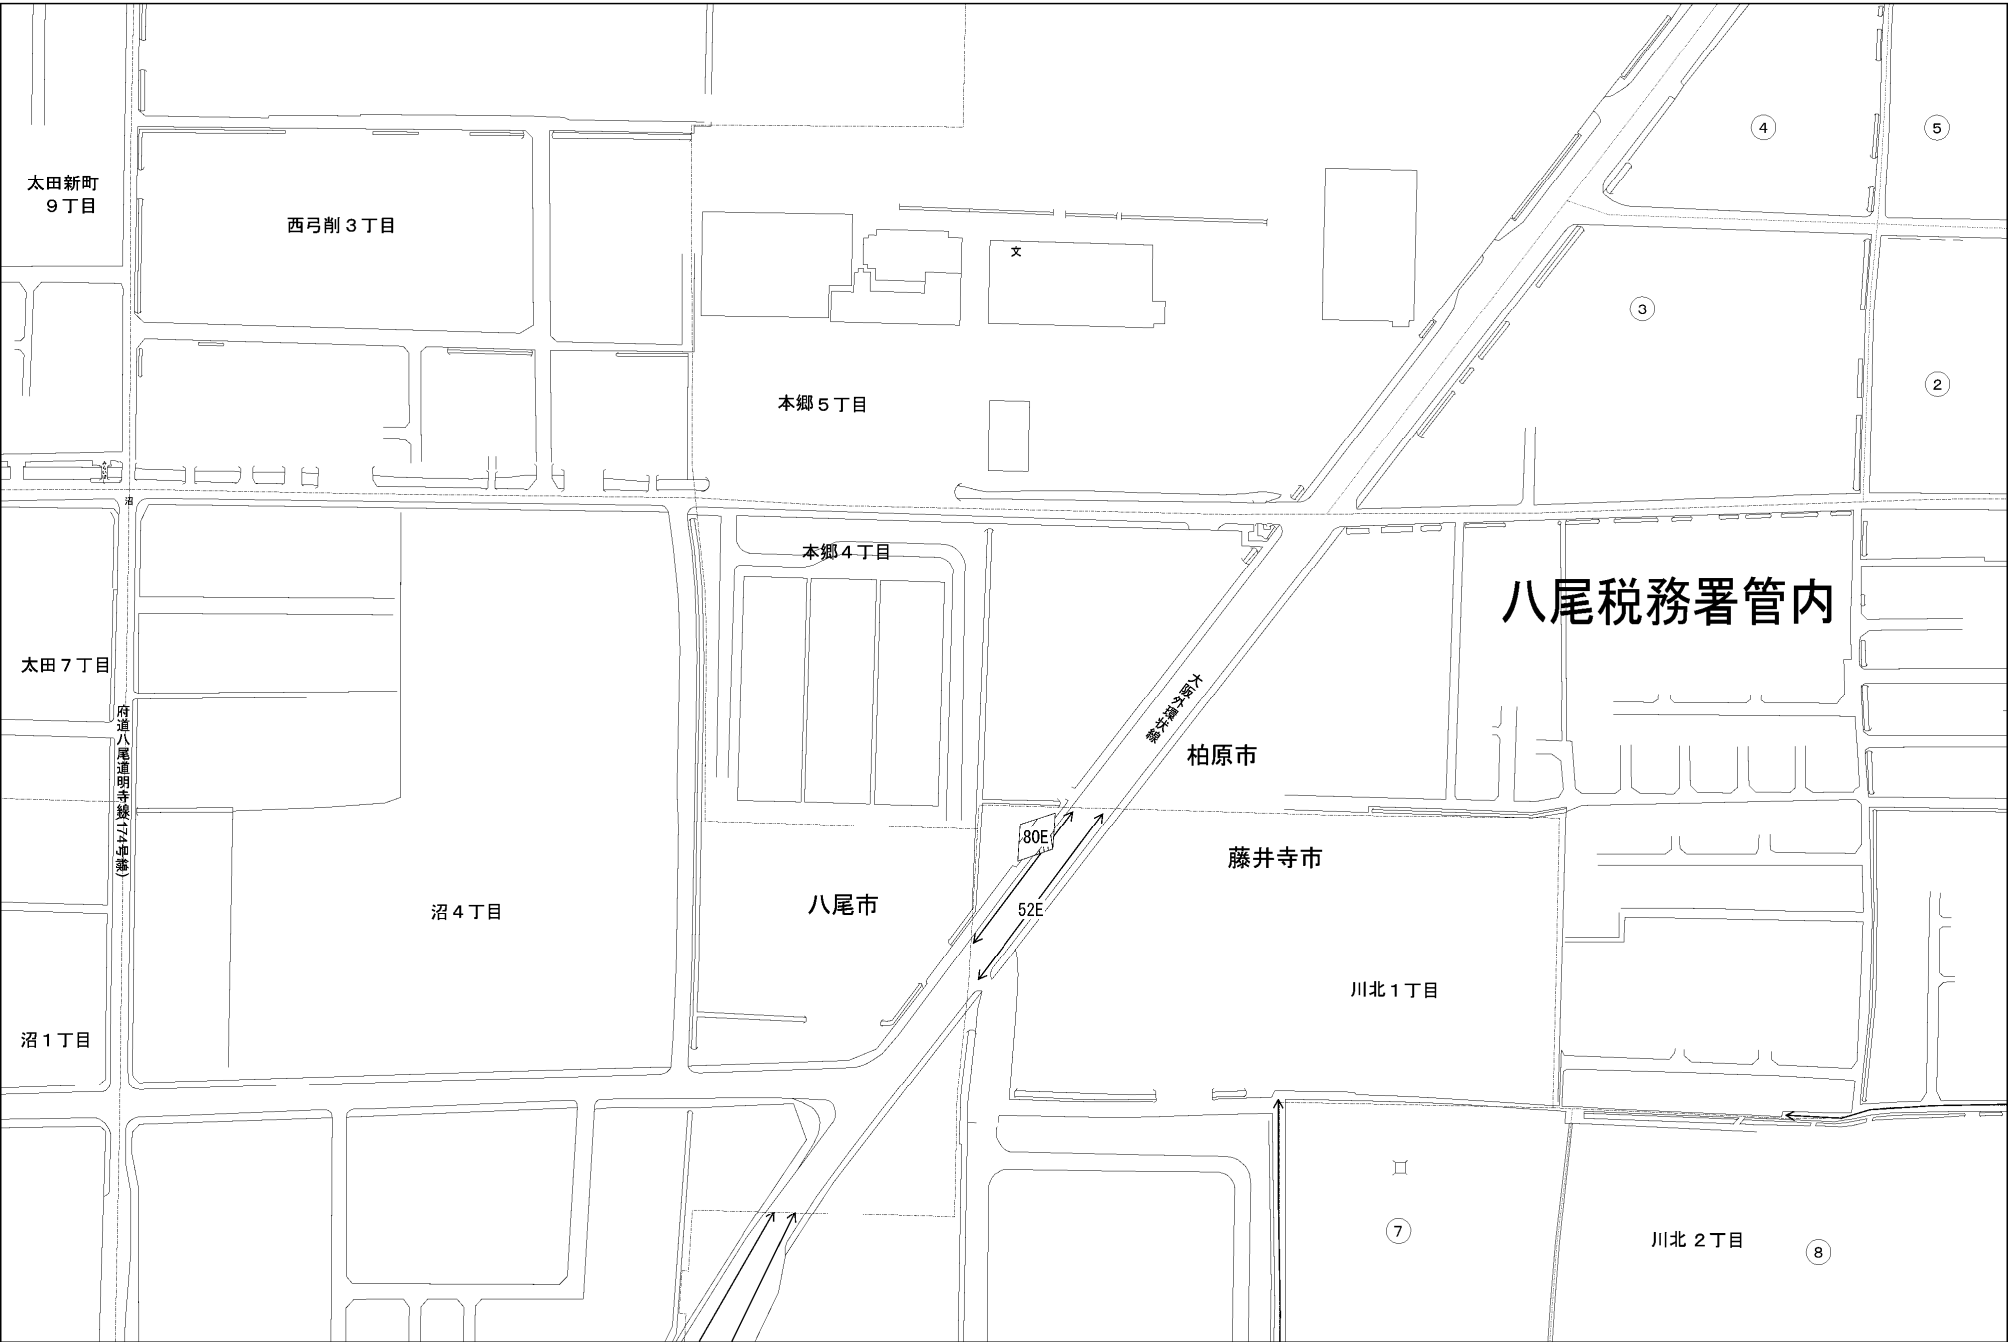 ④
⑤
太田新町
９丁目
西弓削３丁目
文
③
②
本郷５丁目
沼
本郷４丁目
八尾税務署管内
太田７丁目
大阪外環状線
府道八尾道明寺線(174号線)
柏原市
80E
藤井寺市
八尾市
52E
沼４丁目
川北１丁目
沼１丁目
⑦
川北 ２丁目
⑧